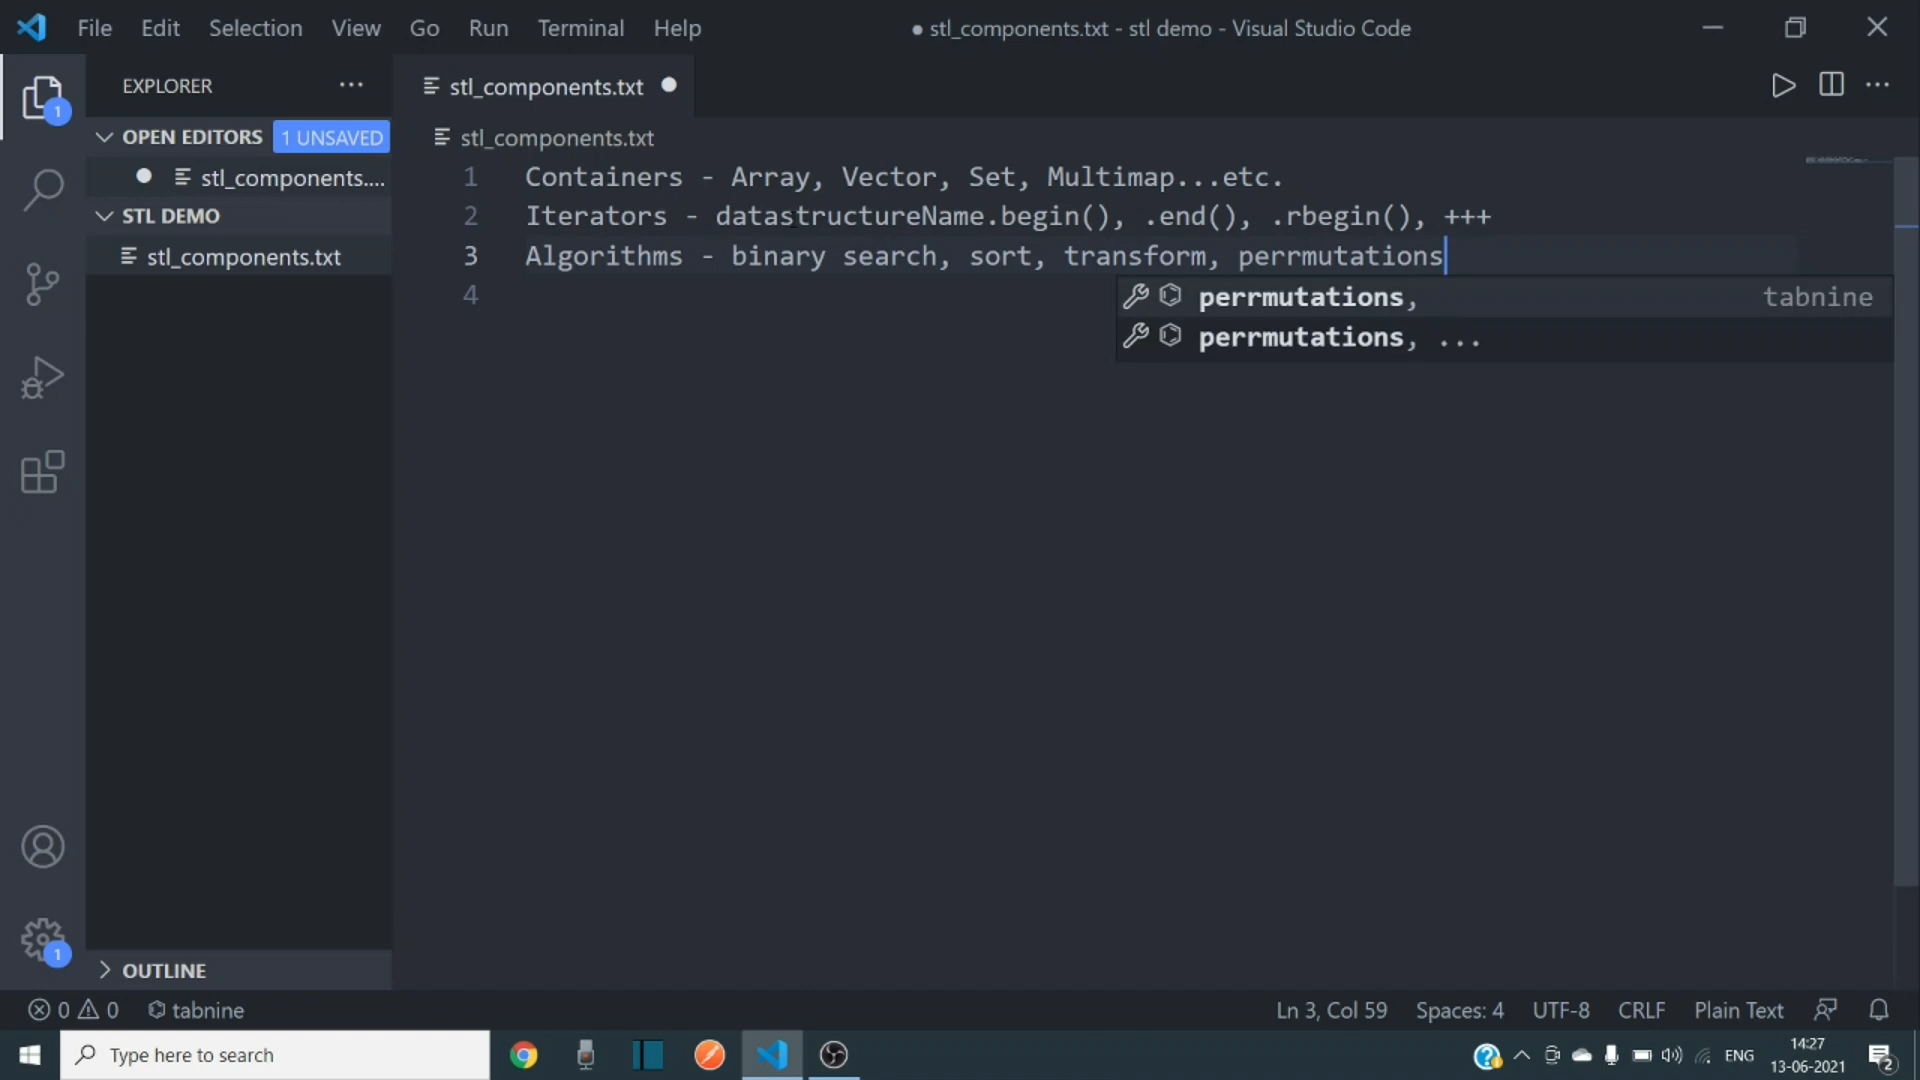 File Edit Selection View Go Run Terminal Help
● stl_components.txt - stl demo - Visual Studio Code
EXPLORER ...
stl_components.txt
1
OPEN EDITORS 1 UNSAVED
stl_components.txt
stl_components....
STL DEMO
stl_components.txt
1 Containers - Array, Vector, Set, Multimap...etc.
2 Iterators - datastructureName.begin(), .end(), .rbegin(), +++
3 Algorithms - binary search, sort, transform, perrmutations
4
perrmutations, tabnine
perrmutations, ...
1
OUTLINE
0 0 tabnine
Ln 3, Col 59 Spaces: 4 UTF-8 CRLF Plain Text
Type here to search
ENG
14:27
13-06-2021
2